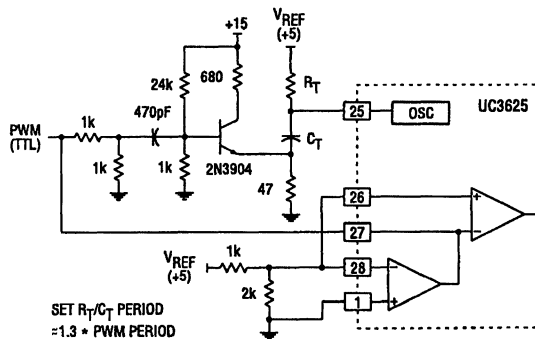 +15
VREF
(+5)
24k
680
RT
470pF
25
OSC
UC3625
PWM
(TTL)
1k
CT
1k
1k
2N3904
47
26
+
27
−
VREF
(+5)
1k
28
−
2k
1
+
SET RT/CT PERIOD
≈1.3 * PWM PERIOD